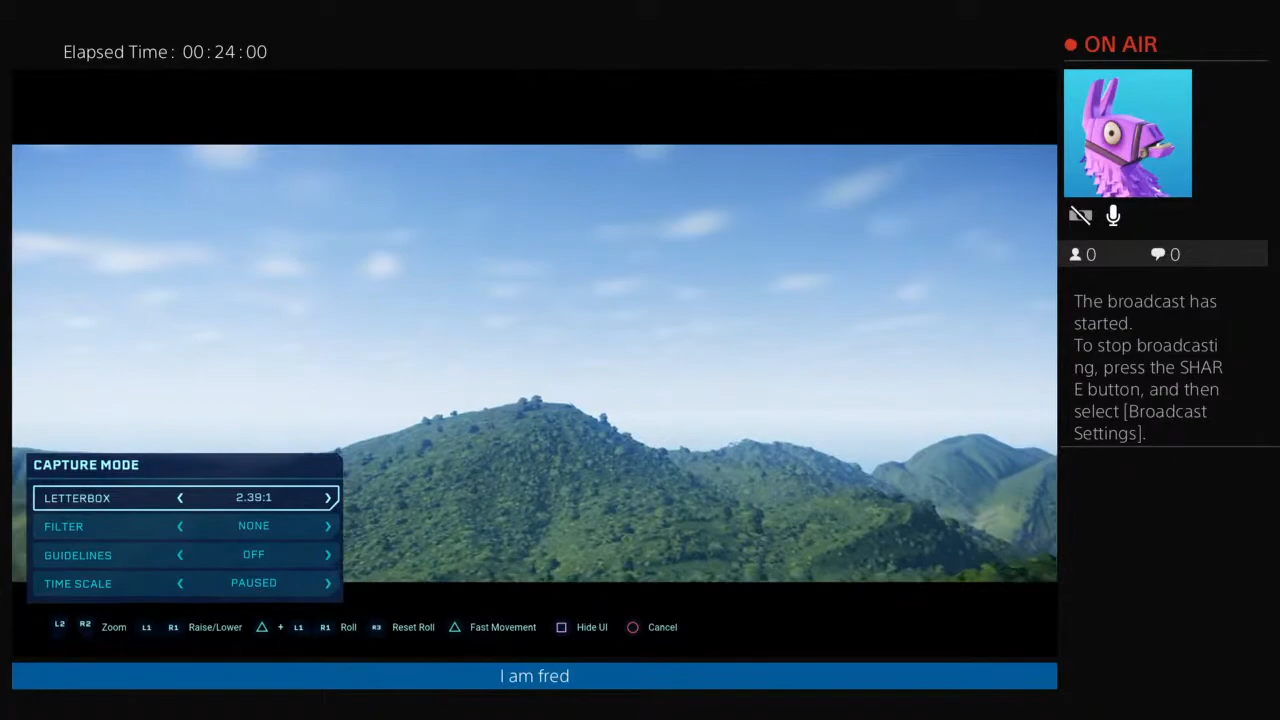 Elapsed Time: 00:24:00
ON AIR
0 0
The broadcast has
started.
To stop broadcasti
ng, press the SHAR
E button, and then
select [Broadcast
Settings].
CAPTURE MODE
LETTERBOX 2.39:1
FILTER NONE
GUIDELINES OFF
TIME SCALE PAUSED
L2 R2 Zoom L1 R1 Raise/Lower + L1 R1 Roll R3 Reset Roll Fast Movement Hide UI Cancel
I am fred